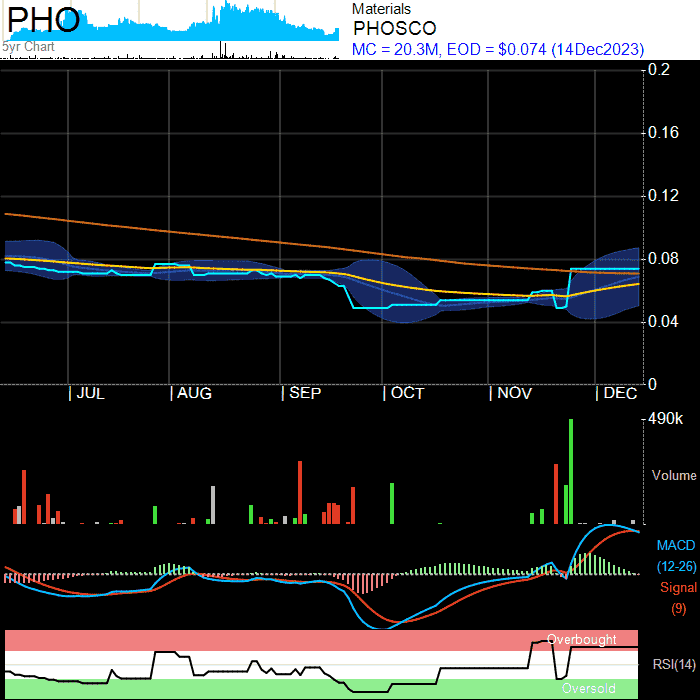 PHO
5yr Chart
Materials
PHOSCO
MC = 20.3M, EOD = $0.074 (14Dec2023)
0.2
0.16
0.12
0.08
0.04
0
JUL AUG SEP OCT NOV DEC
490k
Volume
MACD
(12-26)
Signal
(9)
Overbought
RSI(14)
Oversold